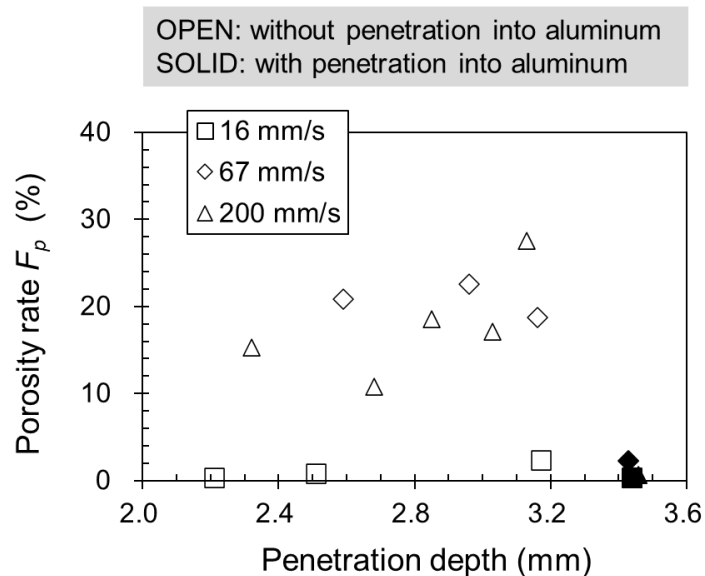 OPEN: without penetration into aluminum
SOLID: with penetration into aluminum
16 mm/s
67 mm/s
200 mm/s
Porosity rate Fₚ (%)
40
30
20
10
0
2.0 2.4 2.8 3.2 3.6
Penetration depth (mm)